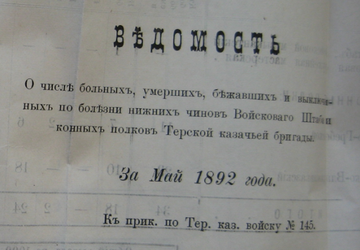 ВѢДОМОСТЬ
О числѣ больныхъ, умершихъ, бѣжавшихъ и выключен-
ныхъ по болѣзни нижнихъ чиновъ Войсковаго Штаба и
конныхъ полковъ Терской казачьей бригады.
За Май 1892 года.
Къ прик. по Тер. каз. войску № 145.